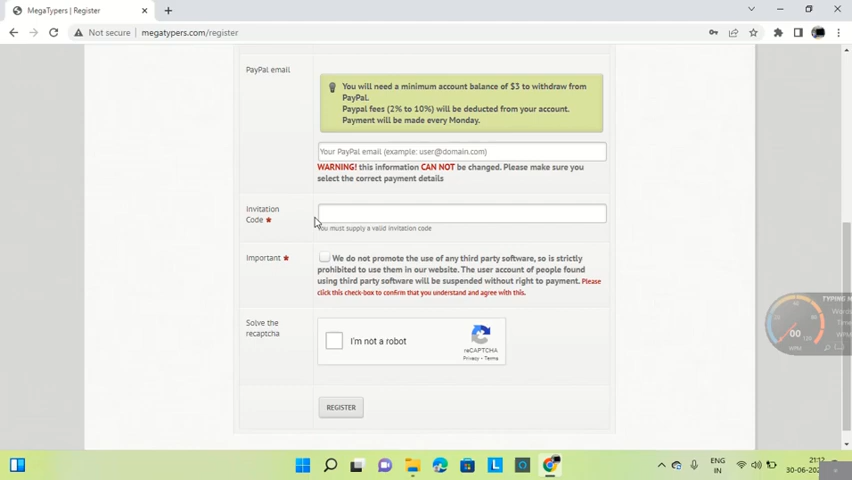 MegaTypers | Register
Not secure | megatypers.com/register
PayPal email
You will need a minimum account balance of $3 to withdraw from
PayPal.
Paypal fees (2% to 10%) will be deducted from your account.
Payment will be made every Monday.
Your PayPal email (example: user@domain.com)
WARNING! this information CAN NOT be changed. Please make sure you
select the correct payment details
Invitation
Code *
You must supply a valid invitation code
Important *
We do not promote the use of any third party software, so is strictly
prohibited to use them in our website. The user account of people found
using third party software will be suspended without right to payment. Please
click this check-box to confirm that you understand and agree with this.
Solve the
recaptcha
I'm not a robot
reCAPTCHA
Privacy - Terms
REGISTER
TYPING M
Words
Time
WPM
00
WPM
ENG
IN
21:12
30-06-202